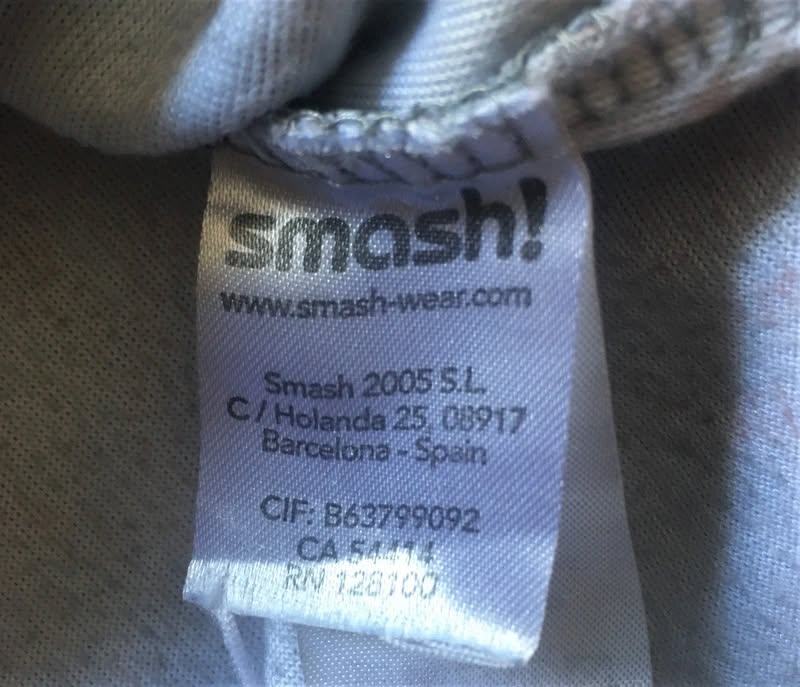 smash!
www.smash-wear.com
Smash 2005 S.L.
C / Holanda 25, 08917
Barcelona - Spain
CIF: B63799092
CA 54414
RN 128100